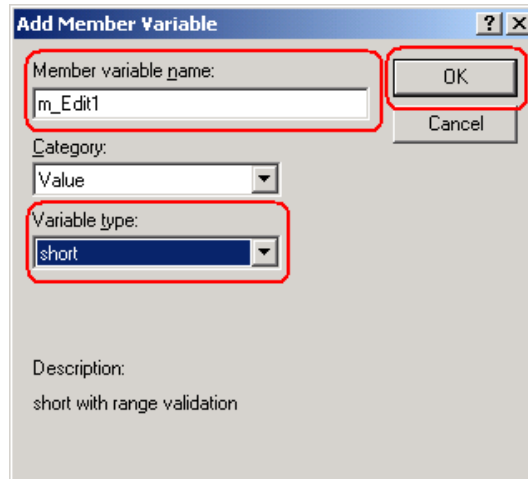 Add Member Variable
Member variable name:
m_Edit1
OK
Cancel
Category:
Value
Variable type:
short
Description:
short with range validation